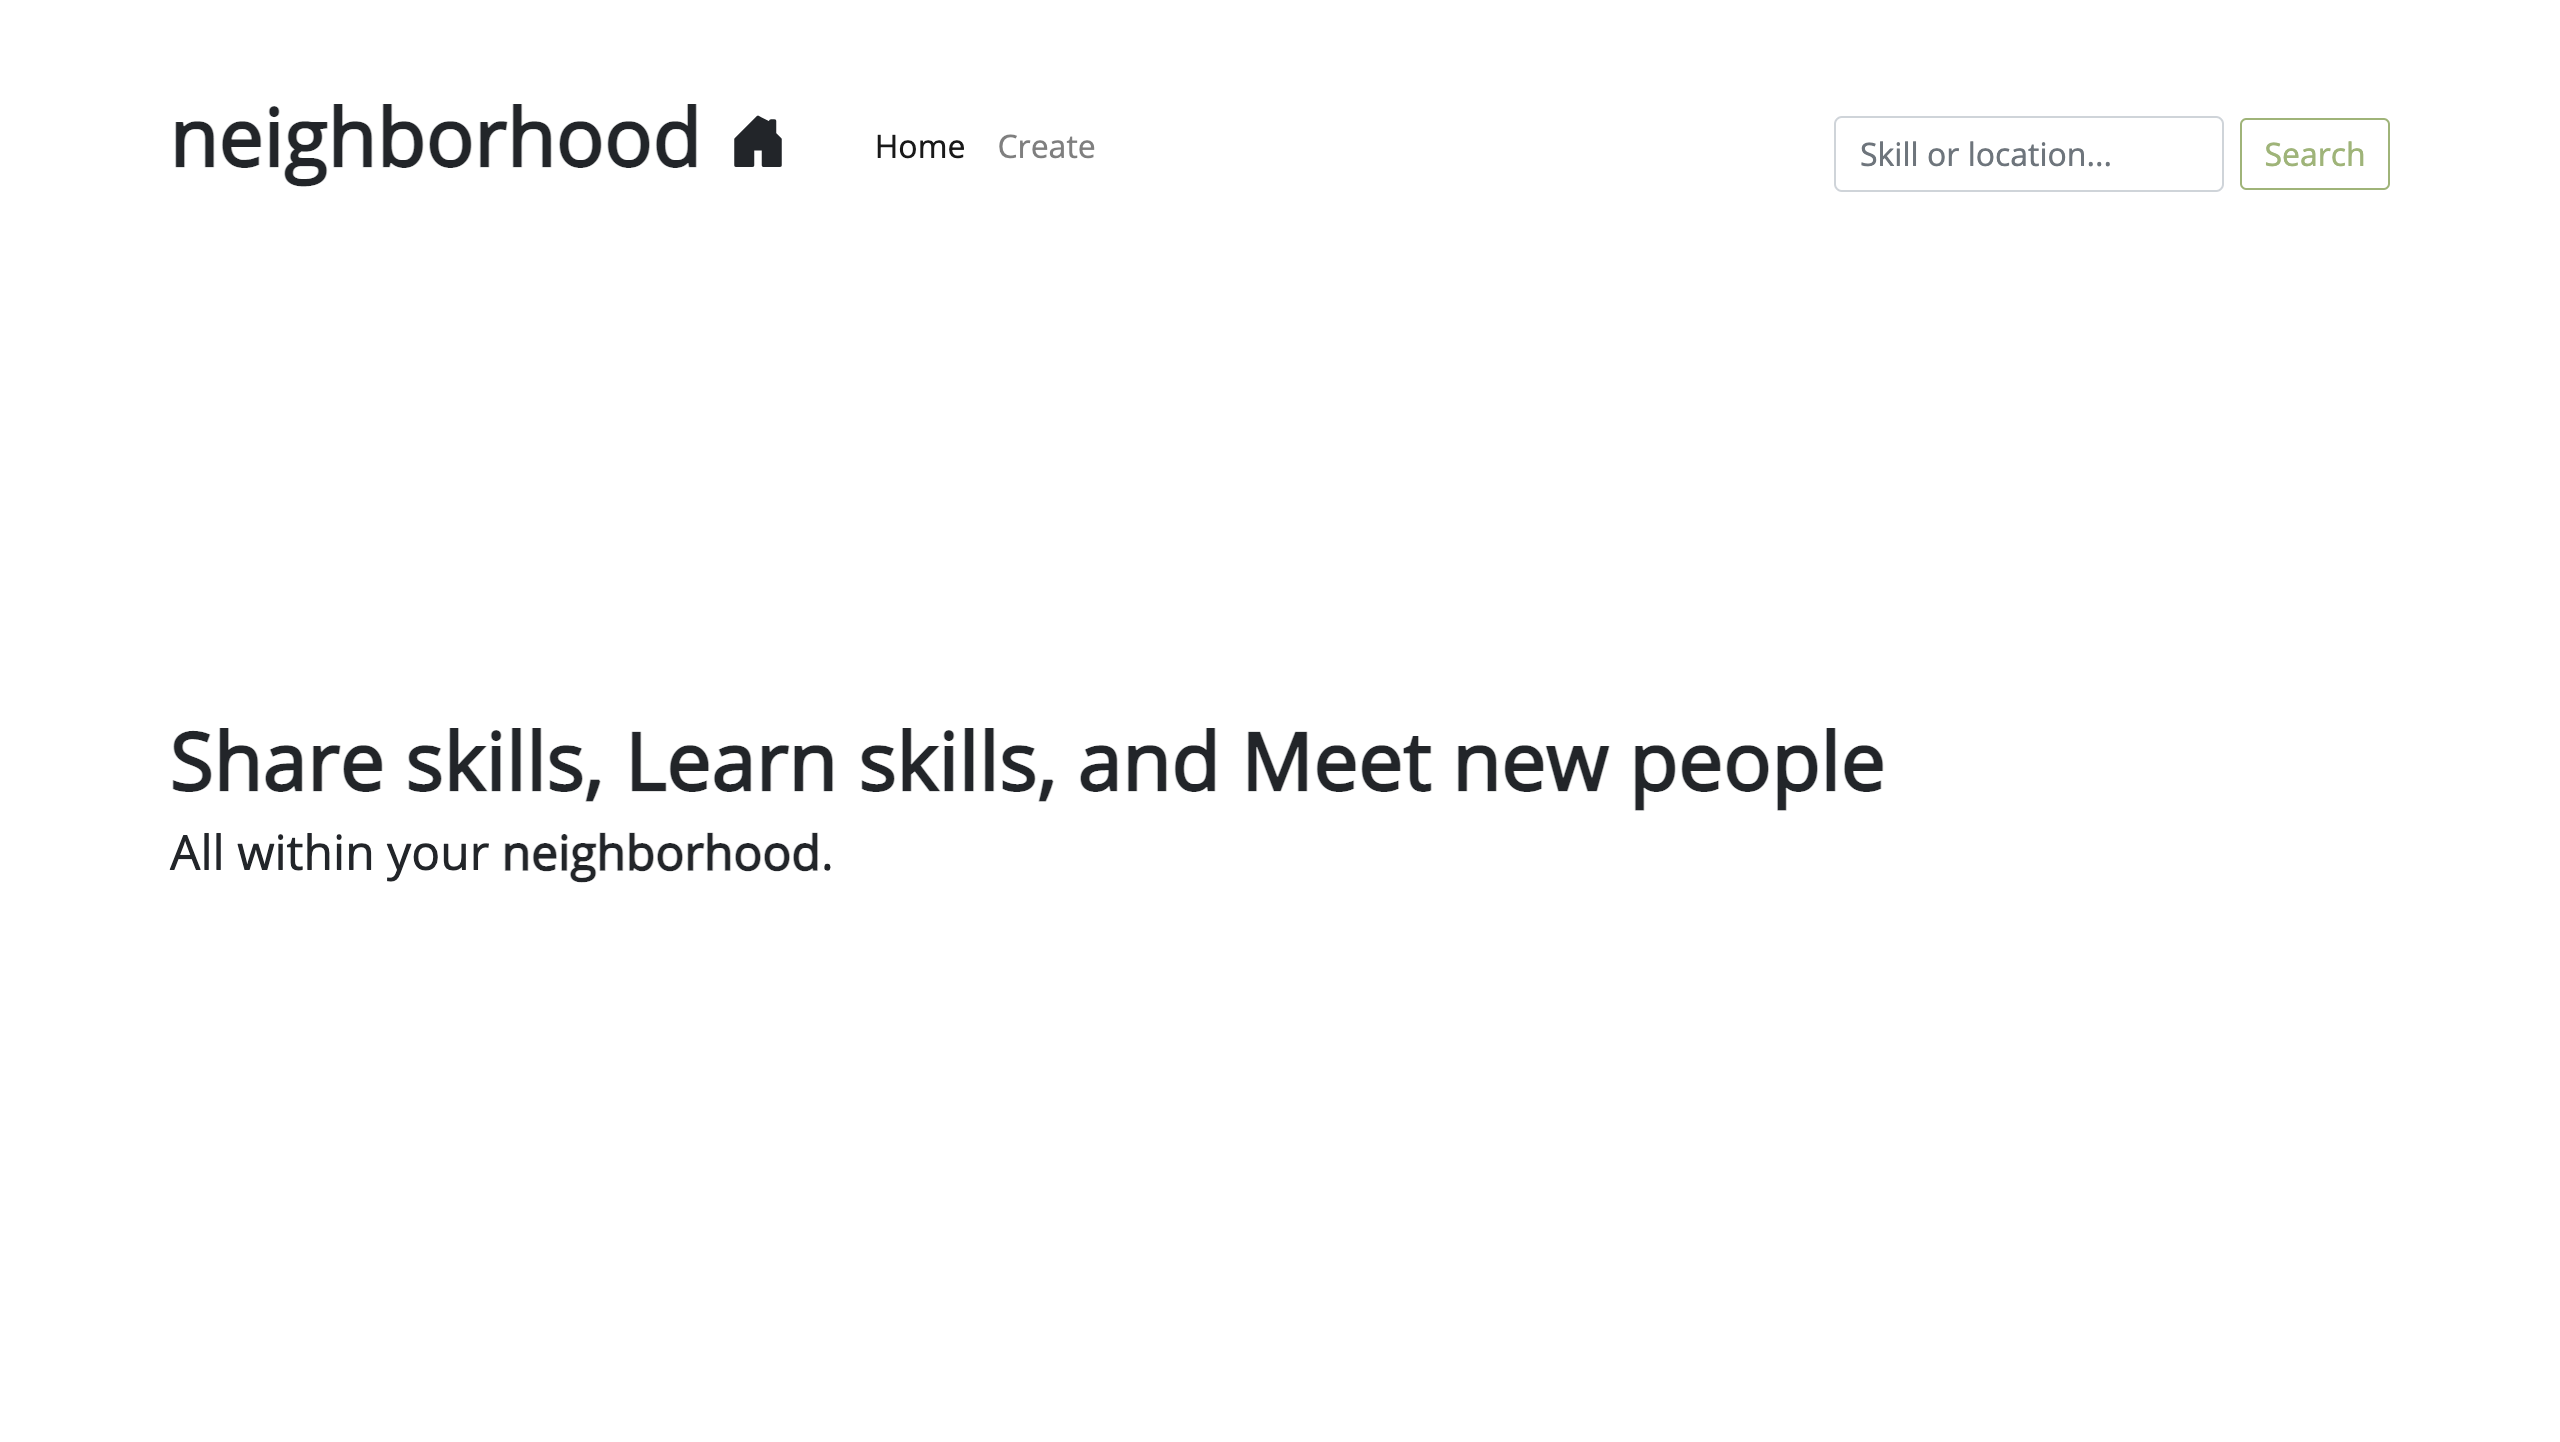 neighborhood
Home Create
Skill or location...
Search
Share skills, Learn skills, and Meet new people
All within your neighborhood.